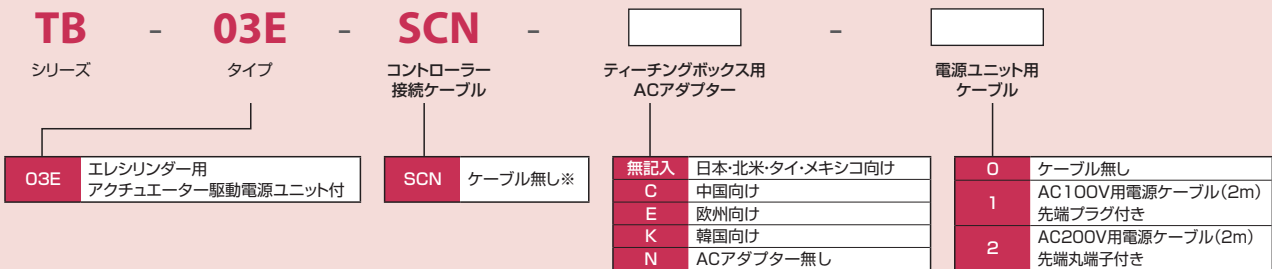 TB - 03E - SCN - -
シリーズ
タイプ
コントローラー
接続ケーブル
ティーチングボックス用
ACアダプター
電源ユニット用
ケーブル
03E
エレシリンダー用
アクチュエーター駆動電源ユニット付
SCN ケーブル無し※
無記入 日本・北米・タイ・メキシコ向け
C 中国向け
E 欧州向け
K 韓国向け
N ACアダプター無し
0 ケーブル無し
1
AC100V用電源ケーブル(2m)
先端プラグ付き
2
AC200V用電源ケーブル(2m)
先端丸端子付き